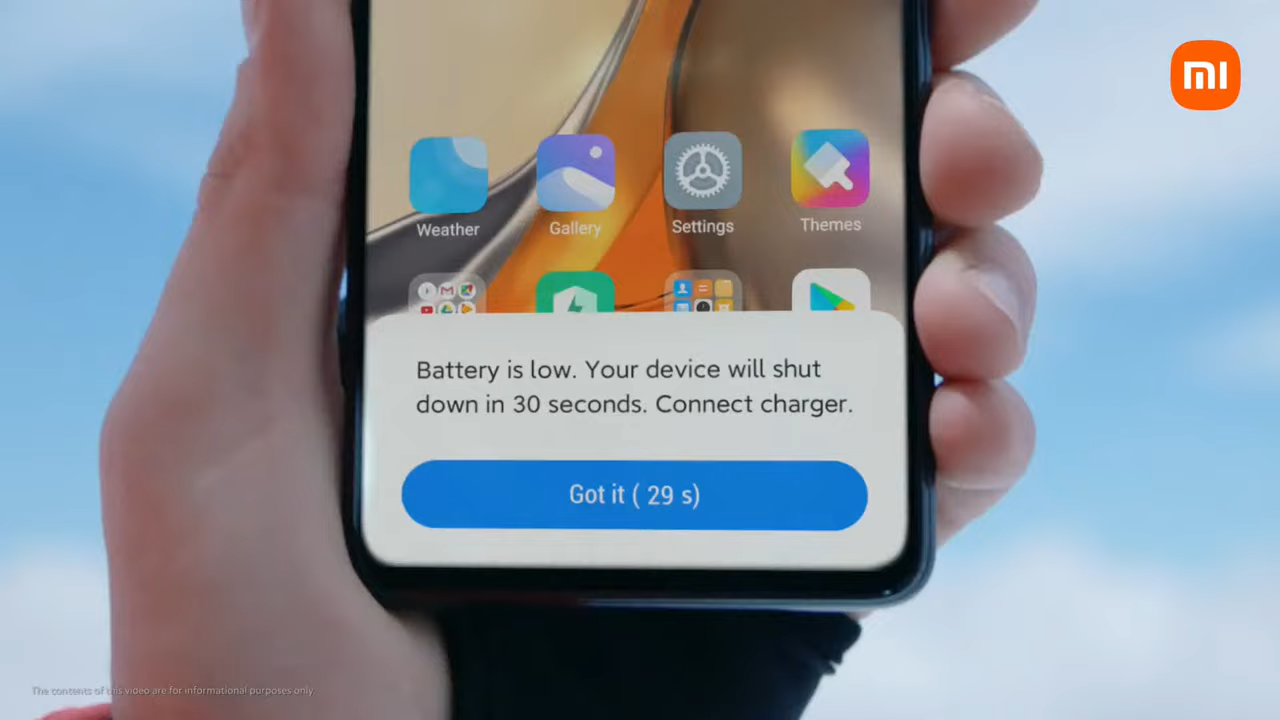 mi
Weather
Gallery
Settings
Themes
Battery is low. Your device will shut
down in 30 seconds. Connect charger.
Got it ( 29 s)
The contents of this video are for informational purposes only.